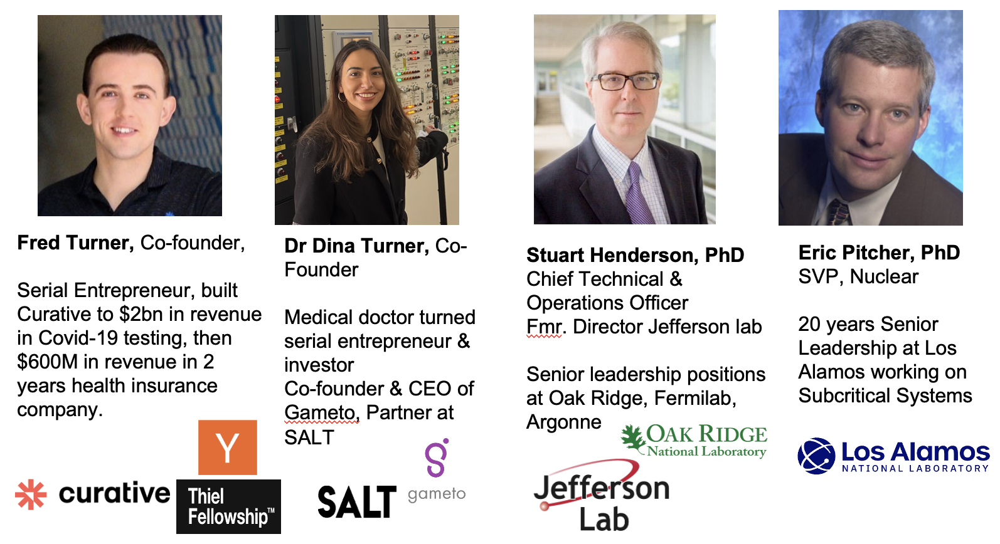 Fred Turner, Co-founder,
Serial Entrepreneur, built
Curative to $2bn in revenue
in Covid-19 testing, then
$600M in revenue in 2
years health insurance
company.
Y
curative
Thiel
Fellowship™
Dr Dina Turner, Co-
Founder
Medical doctor turned
serial entrepreneur &
investor
Co-founder & CEO of
Gameto, Partner at
SALT
gameto
SALT
Stuart Henderson, PhD
Chief Technical &
Operations Officer
Fmr. Director Jefferson lab
Senior leadership positions
at Oak Ridge, Fermilab,
Argonne
OAK RIDGE
National Laboratory
Jefferson
Lab
Eric Pitcher, PhD
SVP, Nuclear
20 years Senior
Leadership at Los
Alamos working on
Subcritical Systems
Los Alamos
NATIONAL LABORATORY